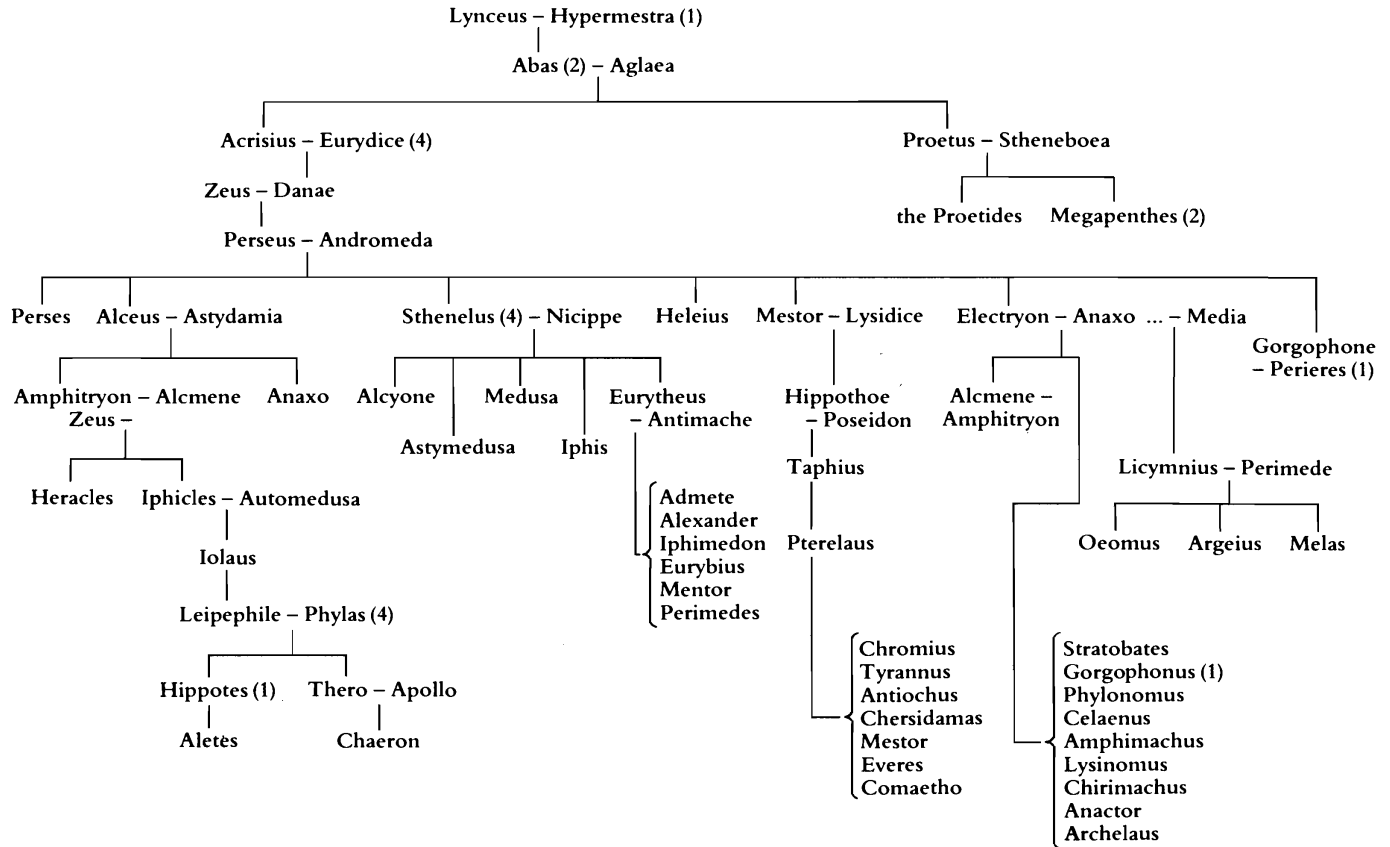 Lynceus – Hypermestra (1)
Abas (2) – Aglaea
Acrisius – Eurydice (4)
Proetus – Stheneboea
Zeus – Danae
the Proetides
Megapenthes (2)
Perseus – Andromeda
Perses
Alceus – Astydamia
Sthenelus (4) – Nicippe
Heleius
Mestor – Lysidice
Electryon – Anaxo ... – Media
Gorgophone
– Perieres (1)
Amphitryon – Alcmene
Zeus –
Anaxo
Alcyone
Medusa
Eurytheus
– Antimache
Hippothoe
– Poseidon
Alcmene –
Amphitryon
Astymedusa
Iphis
Taphius
Licymnius – Perimede
Heracles
Iphicles – Automedusa
Admete
Alexander
Iphimedon
Eurybius
Mentor
Perimedes
Pterelaus
Oeomus
Argeius
Melas
Iolaus
Leipephile – Phylas (4)
Hippotes (1)
Thero – Apollo
Aletes
Chaeron
Chromius
Tyrannus
Antiochus
Chersidamas
Mestor
Everes
Comaetho
Stratobates
Gorgophonus (1)
Phylonomus
Celaenus
Amphimachus
Lysinomus
Chirimachus
Anactor
Archelaus